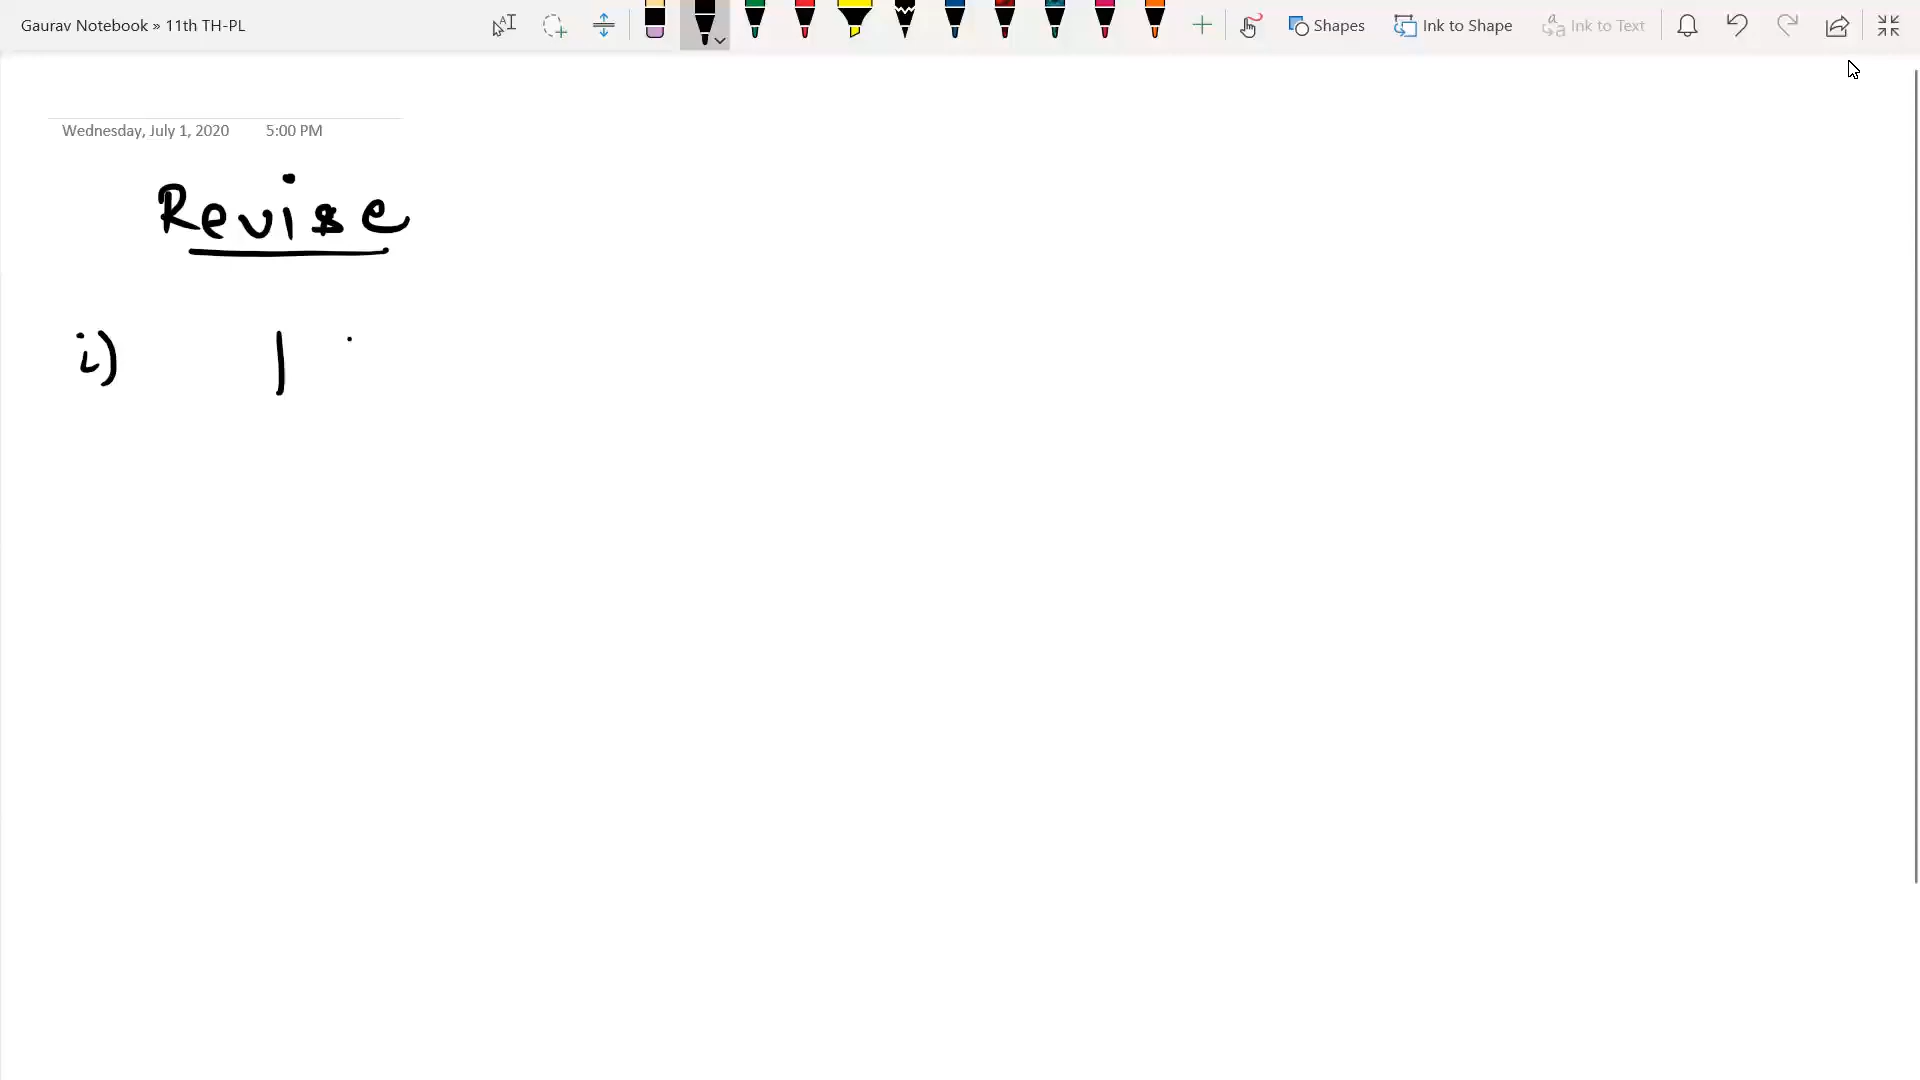 Gaurav Notebook » 11th TH-PL
Shapes
Ink to Shape
Ink to Text
Wednesday, July 1, 2020 5:00 PM
Revise
i) |